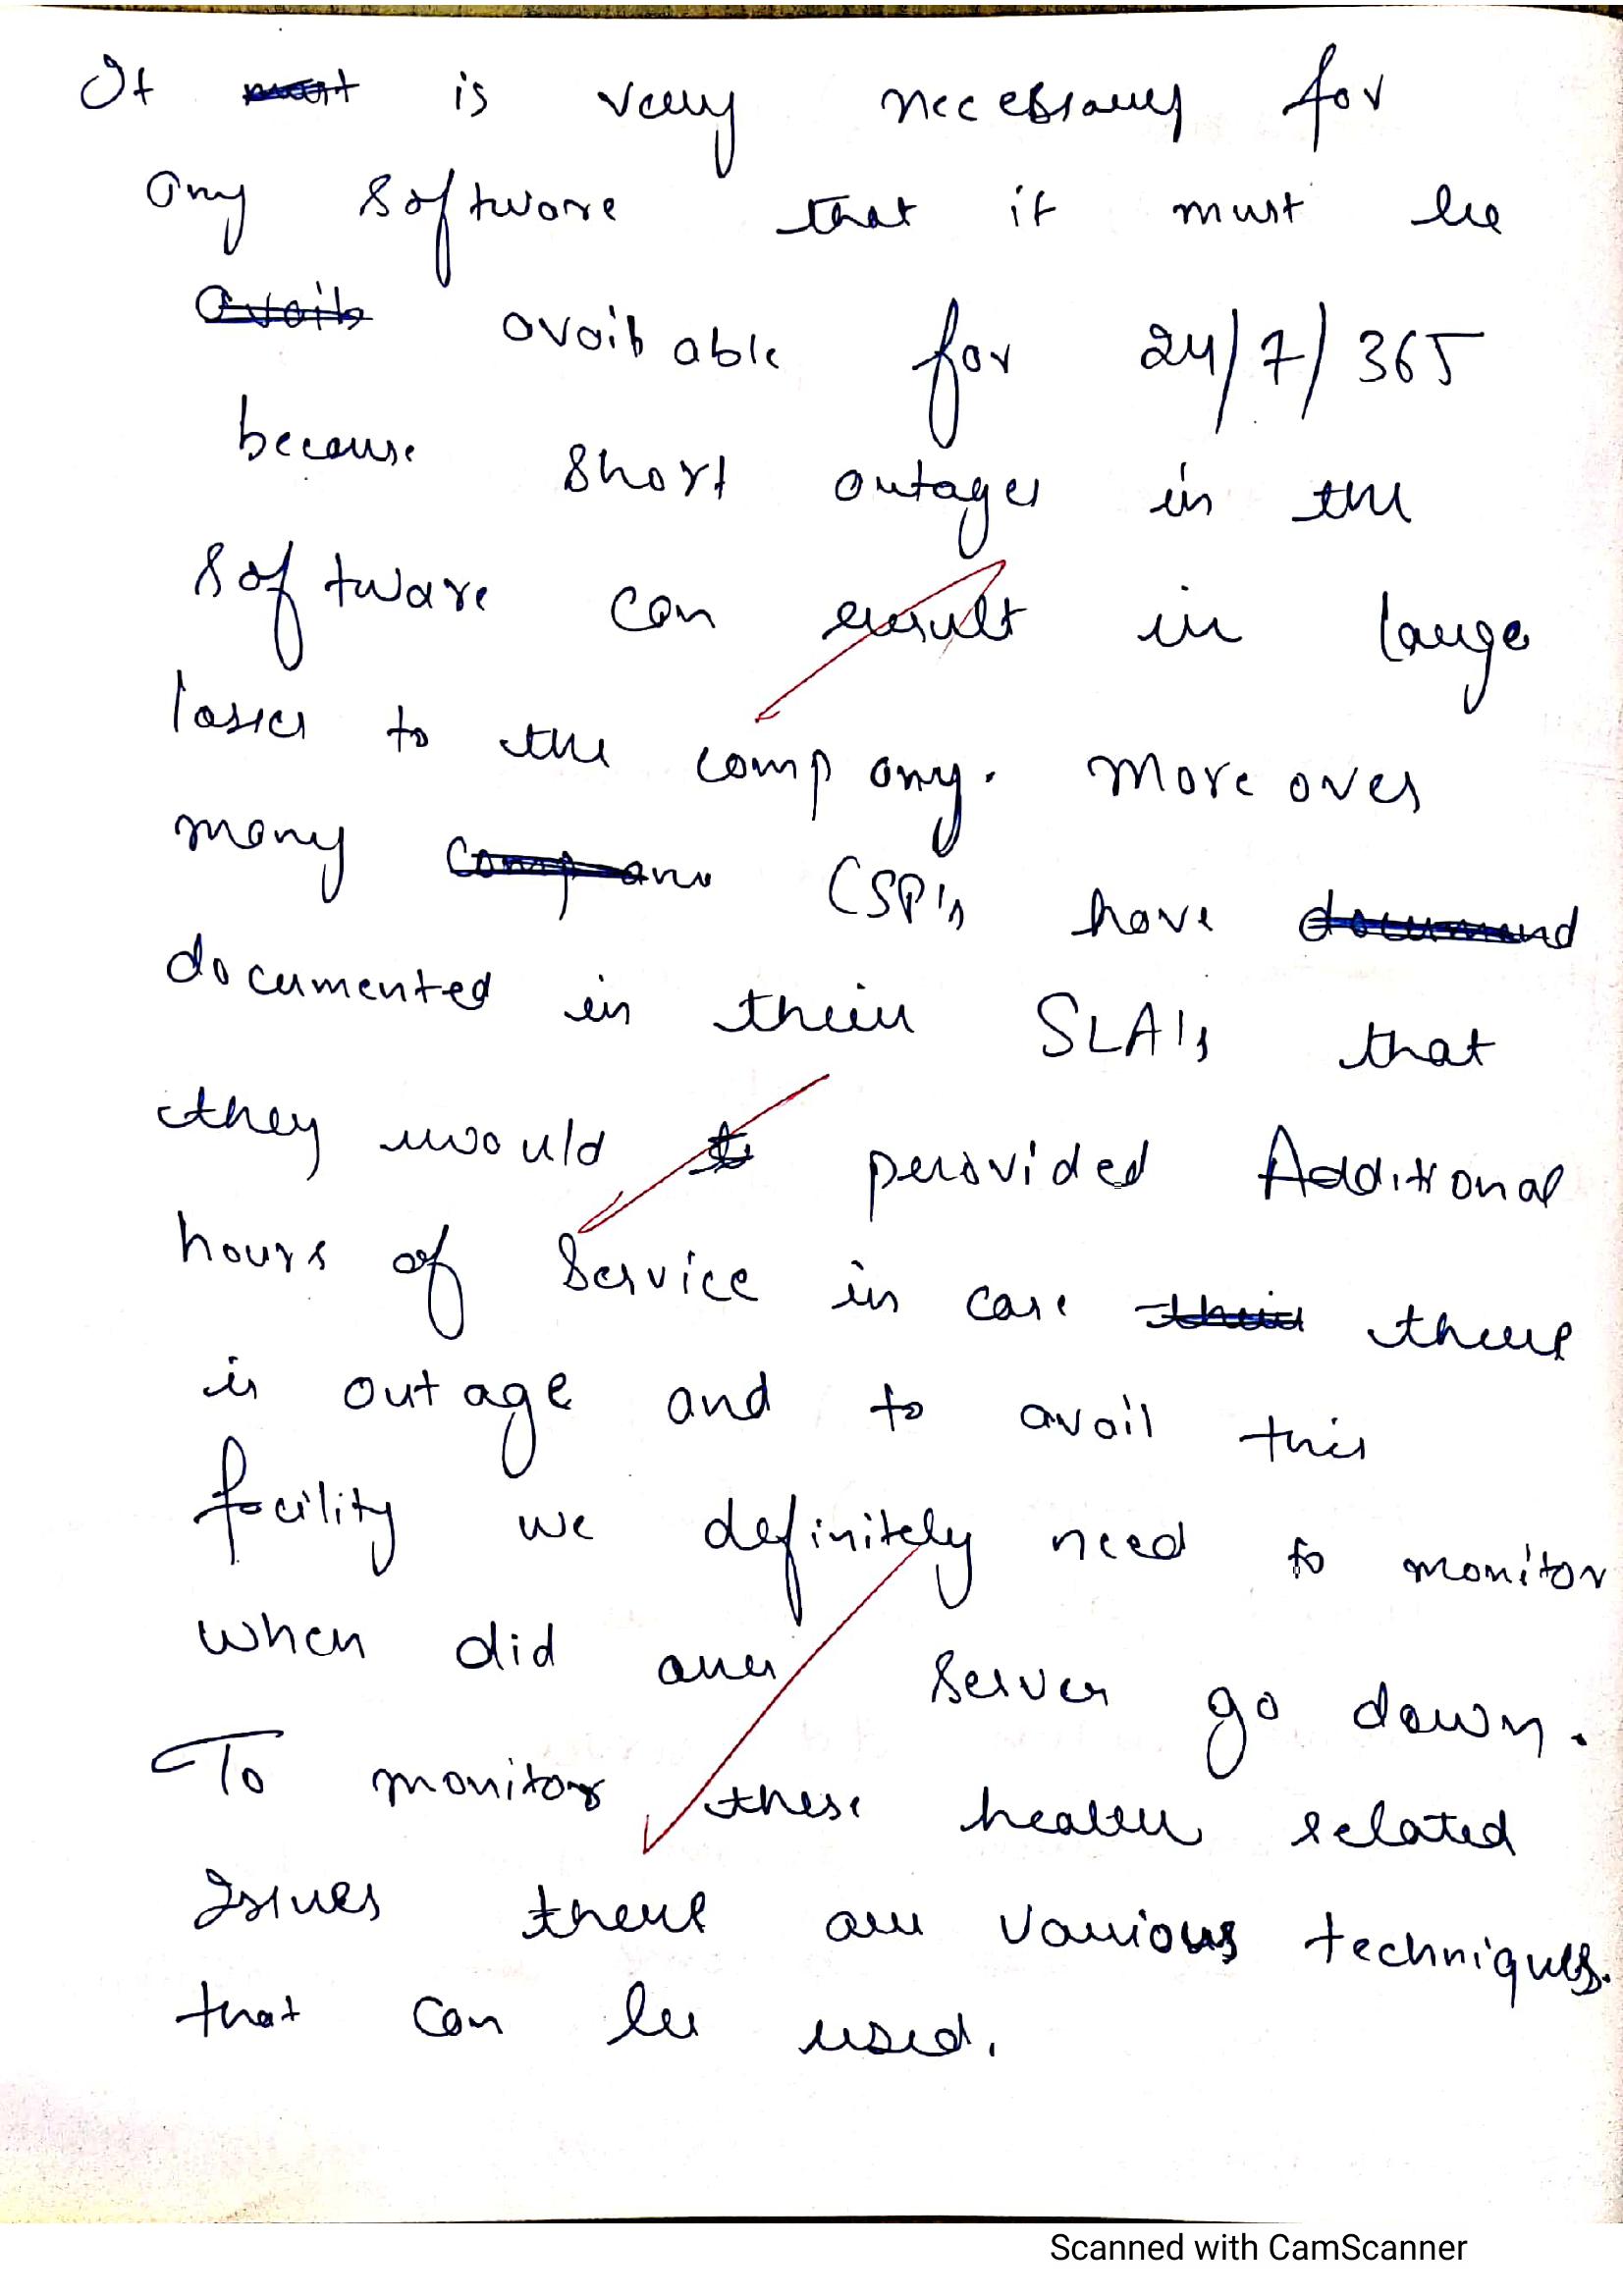 It is very necessary for
any software that it must be
available for 24/7/365
because short outages in the
software can result in large
losses to the company. Moreover
many CSP's have
documented in their SLA's that
they would provided Additional
hours of Service in case there
is outage and to avail this
facility we definitely need to monitor
when did our server go down.
To monitor these health related
Issues there are various techniques.
that can be used.
Scanned with CamScanner